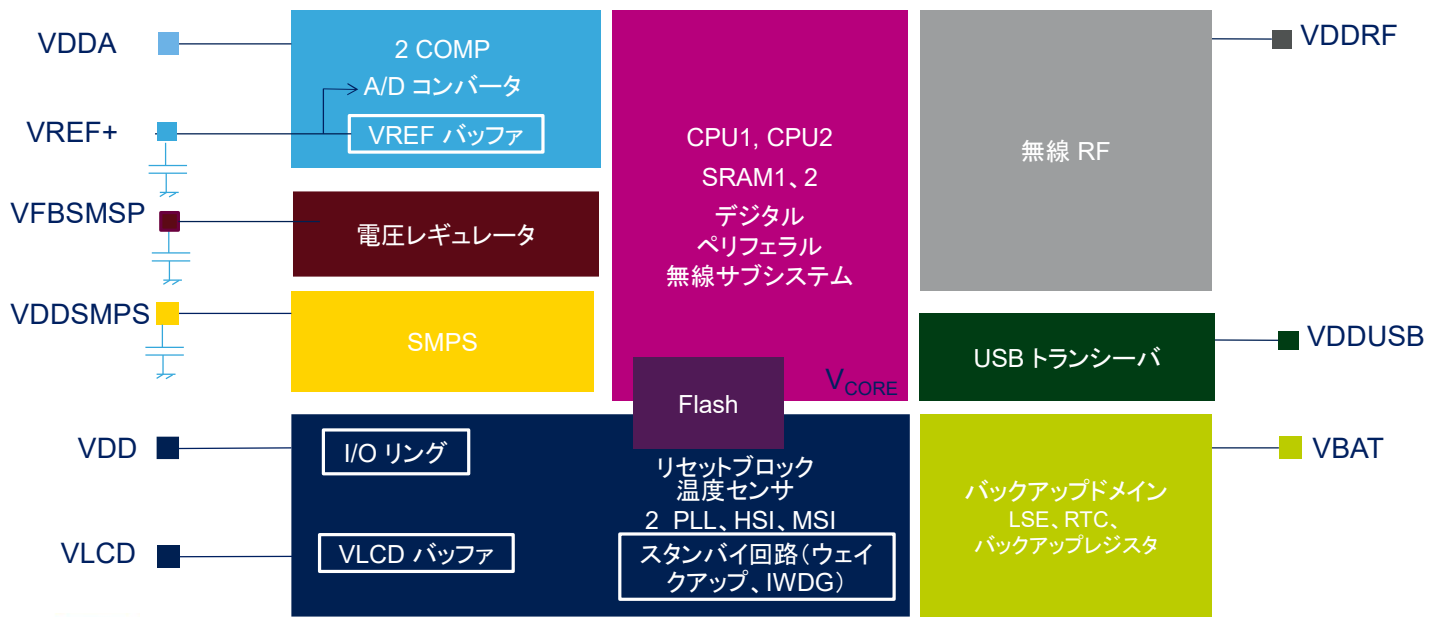 VDDA
2 COMP
A/D コンバータ
VREF+
VREF バッファ
VFBSMSP
電圧レギュレータ
VDDSMPS
SMPS
CPU1, CPU2
SRAM1、2
デジタル
ペリフェラル
無線サブシステム
VCORE
Flash
無線 RF
VDDRF
USB トランシーバ
VDDUSB
VDD
I/O リング
VLCD
VLCD バッファ
リセットブロック
温度センサ
2 PLL、HSI、MSI
スタンバイ回路（ウェイ
クアップ、IWDG）
バックアップドメイン
LSE、RTC、
バックアップレジスタ
VBAT